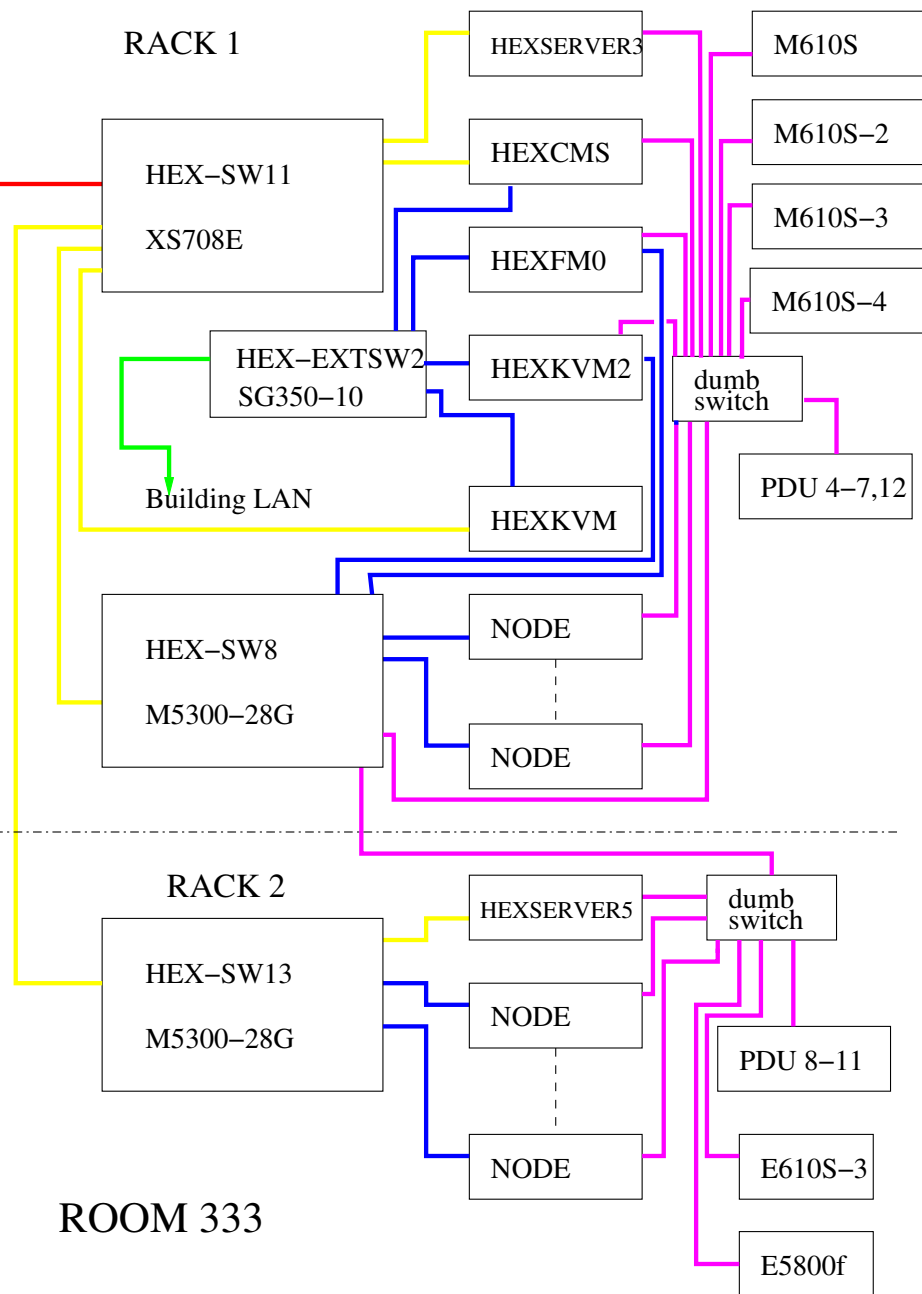 RACK 1
HEXSERVER3
M610S
HEX−SW11
XS708E
HEXCMS
M610S−2
M610S−3
HEXFM0
M610S−4
HEX−EXTSW2
SG350−10
HEXKVM2
dumb
switch
Building LAN
HEXKVM
PDU 4−7,12
HEX−SW8
M5300−28G
NODE
NODE
RACK 2
HEXSERVER5
dumb
switch
HEX−SW13
M5300−28G
NODE
PDU 8−11
NODE
E610S−3
ROOM 333
E5800f